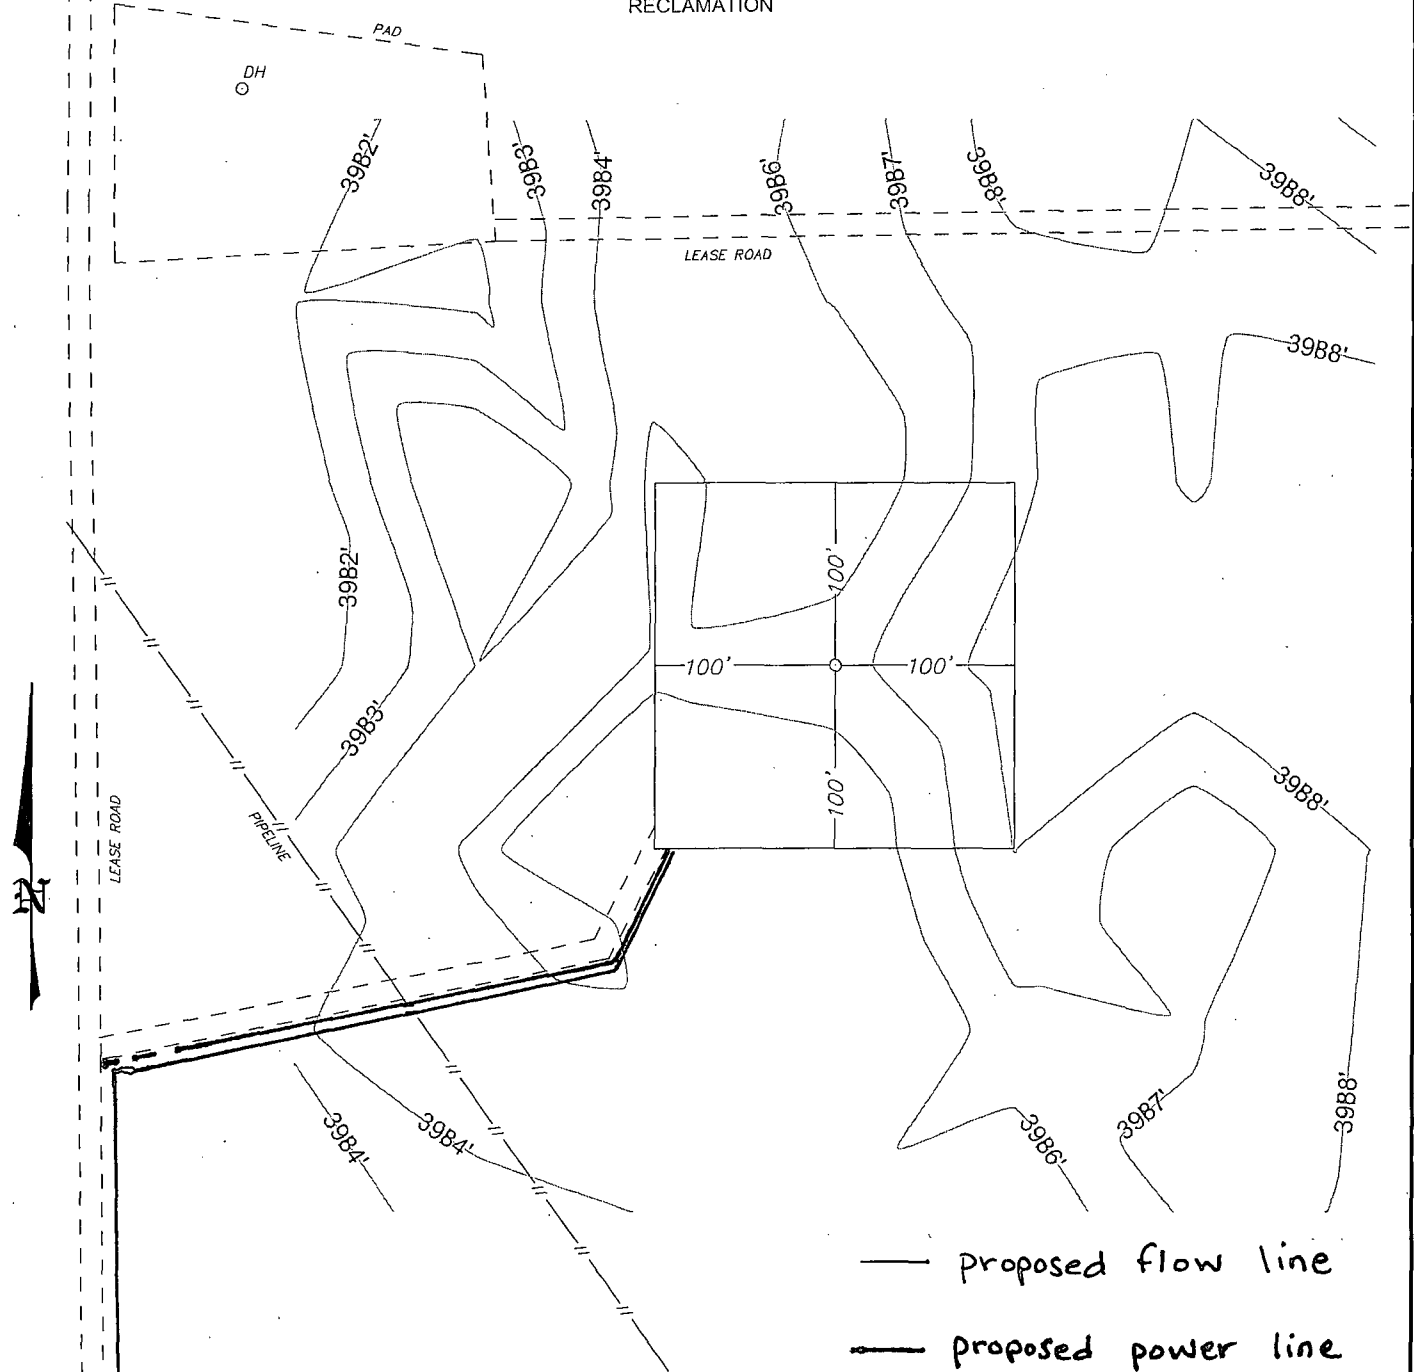 RECLAMATION
PAD
DH
39B2'
39B3'
39B4'
39B6'
39B7'
39B8'
39B8'
LEASE ROAD
39B8'
39B2'
100'
100'
100'
39B3'
100'
39B8'
LEASE ROAD
PIPELINE
N
39B4'
39B4'
39B6'
39B7'
39B8'
proposed flow line
proposed power line